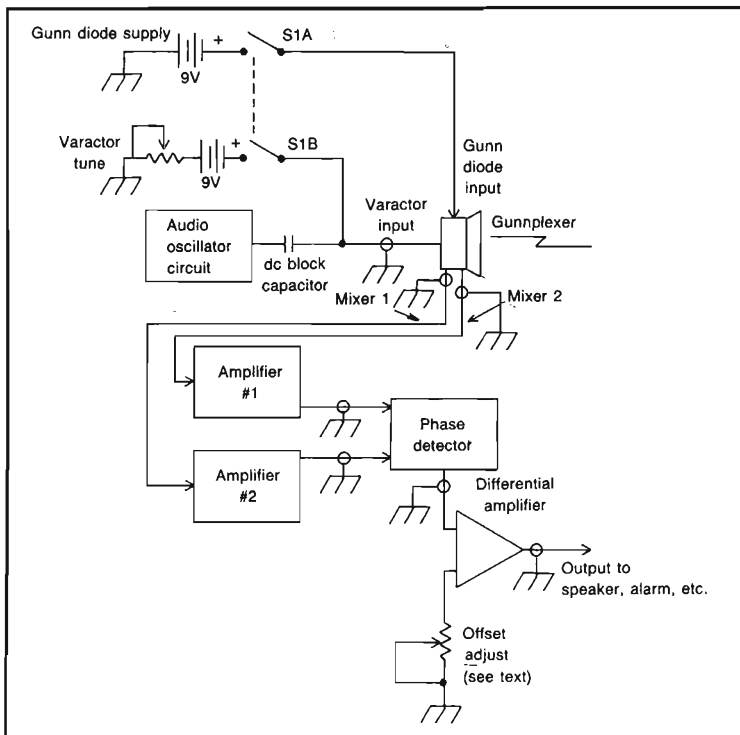 Gunn diode supply
+
S1A
9V
Varactor
tune
+
S1B
9V
Gunn
diode
input
Audio
oscillator
circuit
dc block
capacitor
Varactor
input
Gunnplexer
Mixer 1
Mixer 2
Amplifier
#1
Phase
detector
Amplifier
#2
Differential
amplifier
Output to
speaker, alarm, etc.
Offset
adjust
(see text)